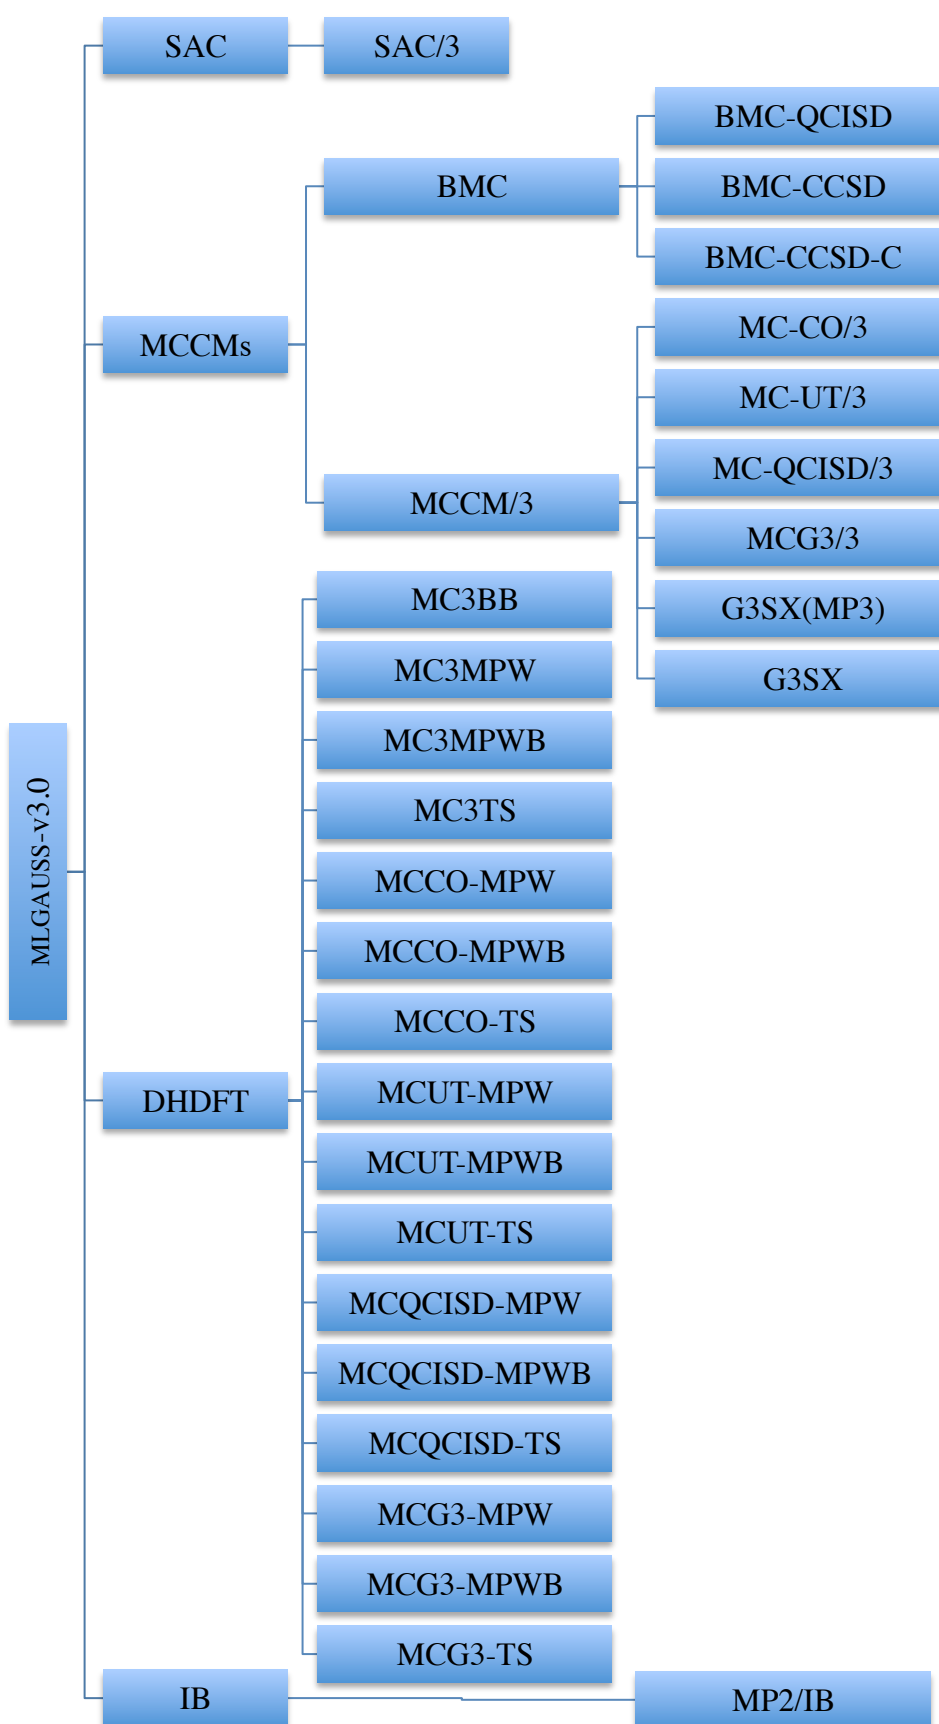 SAC
SAC/3
BMC-QCISD
BMC
BMC-CCSD
BMC-CCSD-C
MCCMs
MC-CO/3
MC-UT/3
MC-QCISD/3
MCCM/3
MCG3/3
G3SX(MP3)
G3SX
MLGAUSS-v3.0
MC3BB
MC3MPW
MC3MPWB
MC3TS
MCCO-MPW
MCCO-MPWB
MCCO-TS
DHDFT
MCUT-MPW
MCUT-MPWB
MCUT-TS
MCQCISD-MPW
MCQCISD-MPWB
MCQCISD-TS
MCG3-MPW
MCG3-MPWB
MCG3-TS
IB
MP2/IB